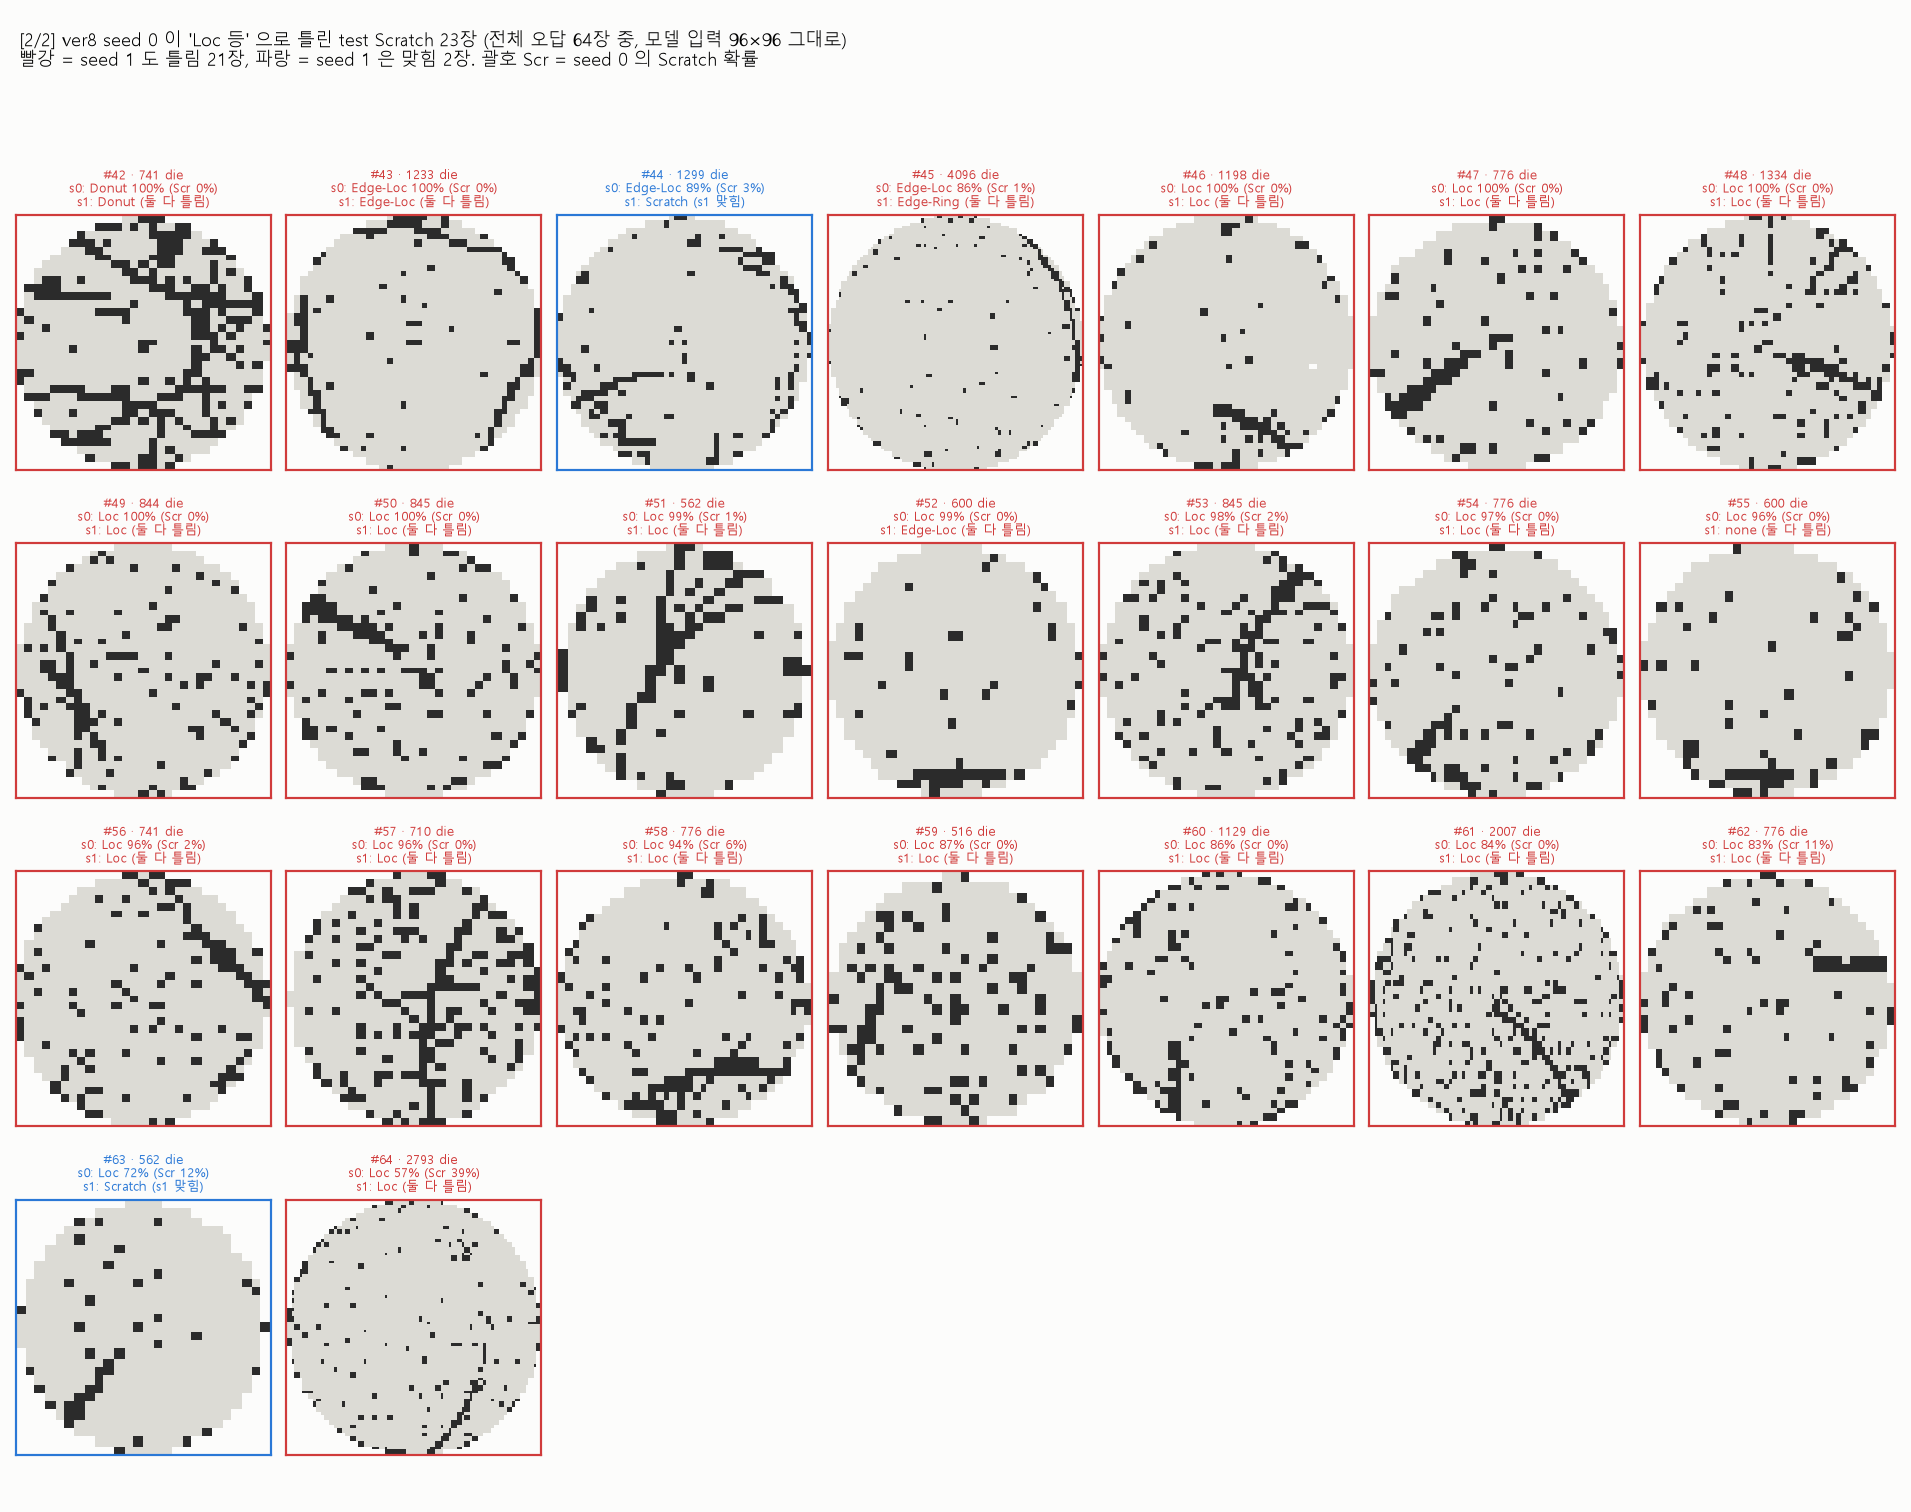 [2/2] ver8 seed 0 이 'Loc 등' 으로 틀린 test Scratch 23장 (전체 오답 64장 중, 모델 입력 96×96 그대로)
빨강 = seed 1 도 틀림 21장, 파랑 = seed 1 은 맞힘 2장. 괄호 Scr = seed 0 의 Scratch 확률
#42 · 741 die
s0: Donut 100% (Scr 0%)
s1: Donut (둘 다 틀림)
#43 · 1233 die
s0: Edge-Loc 100% (Scr 0%)
s1: Edge-Loc (둘 다 틀림)
#44 · 1299 die
s0: Edge-Loc 89% (Scr 3%)
s1: Scratch (s1 맞힘)
#45 · 4096 die
s0: Edge-Loc 86% (Scr 1%)
s1: Edge-Ring (둘 다 틀림)
#46 · 1198 die
s0: Loc 100% (Scr 0%)
s1: Loc (둘 다 틀림)
#47 · 776 die
s0: Loc 100% (Scr 0%)
s1: Loc (둘 다 틀림)
#48 · 1334 die
s0: Loc 100% (Scr 0%)
s1: Loc (둘 다 틀림)
#49 · 844 die
s0: Loc 100% (Scr 0%)
s1: Loc (둘 다 틀림)
#50 · 845 die
s0: Loc 100% (Scr 0%)
s1: Loc (둘 다 틀림)
#51 · 562 die
s0: Loc 99% (Scr 1%)
s1: Loc (둘 다 틀림)
#52 · 600 die
s0: Loc 99% (Scr 0%)
s1: Edge-Loc (둘 다 틀림)
#53 · 845 die
s0: Loc 98% (Scr 2%)
s1: Loc (둘 다 틀림)
#54 · 776 die
s0: Loc 97% (Scr 0%)
s1: Loc (둘 다 틀림)
#55 · 600 die
s0: Loc 96% (Scr 0%)
s1: none (둘 다 틀림)
#56 · 741 die
s0: Loc 96% (Scr 2%)
s1: Loc (둘 다 틀림)
#57 · 710 die
s0: Loc 96% (Scr 0%)
s1: Loc (둘 다 틀림)
#58 · 776 die
s0: Loc 94% (Scr 6%)
s1: Loc (둘 다 틀림)
#59 · 516 die
s0: Loc 87% (Scr 0%)
s1: Loc (둘 다 틀림)
#60 · 1129 die
s0: Loc 86% (Scr 0%)
s1: Loc (둘 다 틀림)
#61 · 2007 die
s0: Loc 84% (Scr 0%)
s1: Loc (둘 다 틀림)
#62 · 776 die
s0: Loc 83% (Scr 11%)
s1: Loc (둘 다 틀림)
#63 · 562 die
s0: Loc 72% (Scr 12%)
s1: Scratch (s1 맞힘)
#64 · 2793 die
s0: Loc 57% (Scr 39%)
s1: Loc (둘 다 틀림)